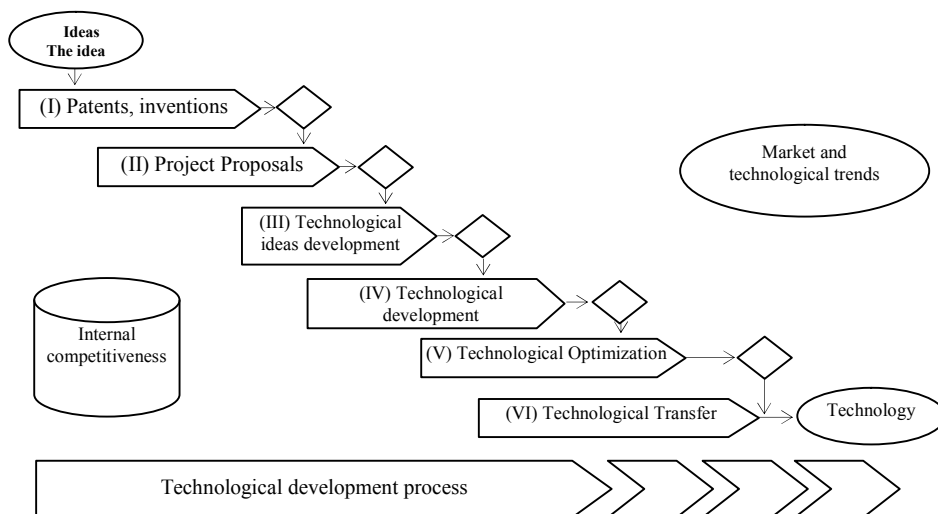 Ideas
The idea
(I) Patents, inventions
(II) Project Proposals
Market and
technological trends
(III) Technological
ideas development
(IV) Technological
development
Internal
competitiveness
(V) Technological Optimization
(VI) Technological Transfer
Technology
Technological development process